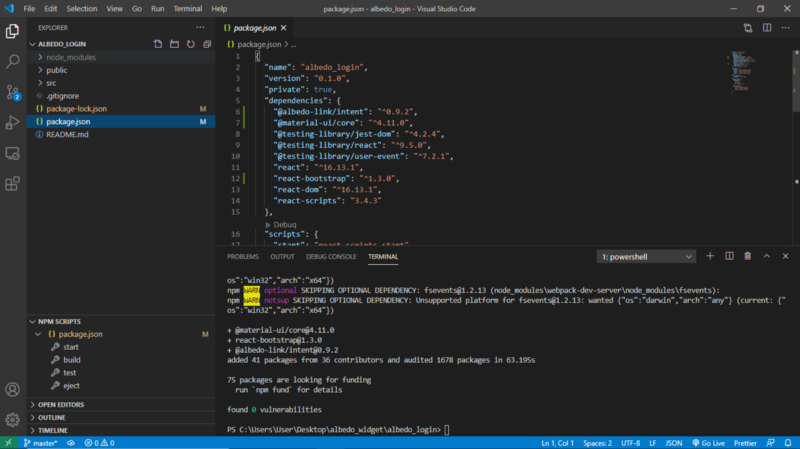 File Edit Selection View Go Run Terminal Help package.json - albedo_login - Visual Studio Code
EXPLORER
ALBEDO_LOGIN
node_modules
public
src
.gitignore
package-lock.json M
package.json M
README.md
2
NPM SCRIPTS
package.json
start
build
test
eject
OPEN EDITORS
OUTLINE
TIMELINE
package.json
package.json > ...
1 {
2 "name": "albedo_login",
3 "version": "0.1.0",
4 "private": true,
5 "dependencies": {
6 "@albedo-link/intent": "^0.9.2",
7 "@material-ui/core": "^4.11.0",
8 "@testing-library/jest-dom": "^4.2.4",
9 "@testing-library/react": "^9.5.0",
10 "@testing-library/user-event": "^7.2.1",
11 "react": "^16.13.1",
12 "react-bootstrap": "^1.3.0",
13 "react-dom": "^16.13.1",
14 "react-scripts": "3.4.3"
15 },
Debug
16 "scripts": {
17 "start": "react-scripts start"
PROBLEMS OUTPUT DEBUG CONSOLE TERMINAL 1: powershell
os":"win32","arch":"x64"})
npm WARN optional SKIPPING OPTIONAL DEPENDENCY: fsevents@1.2.13 (node_modules\webpack-dev-server\node_modules\fsevents):
npm WARN notsup SKIPPING OPTIONAL DEPENDENCY: Unsupported platform for fsevents@1.2.13: wanted {"os":"darwin","arch":"any"} (current: {"
os":"win32","arch":"x64"})
+ @material-ui/core@4.11.0
+ react-bootstrap@1.3.0
+ @albedo-link/intent@0.9.2
added 41 packages from 36 contributors and audited 1678 packages in 63.195s
75 packages are looking for funding
run `npm fund` for details
found 0 vulnerabilities
PS C:\Users\User\Desktop\albedo_widget\albedo_login>
master* 0 0 Ln 1, Col 1 Spaces: 2 UTF-8 LF JSON Go Live Prettier